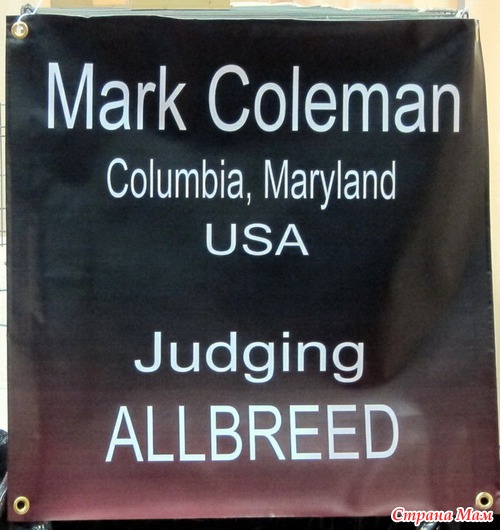 Mark Coleman
Columbia, Maryland
USA
Judging
ALLBREED
Страна Мам